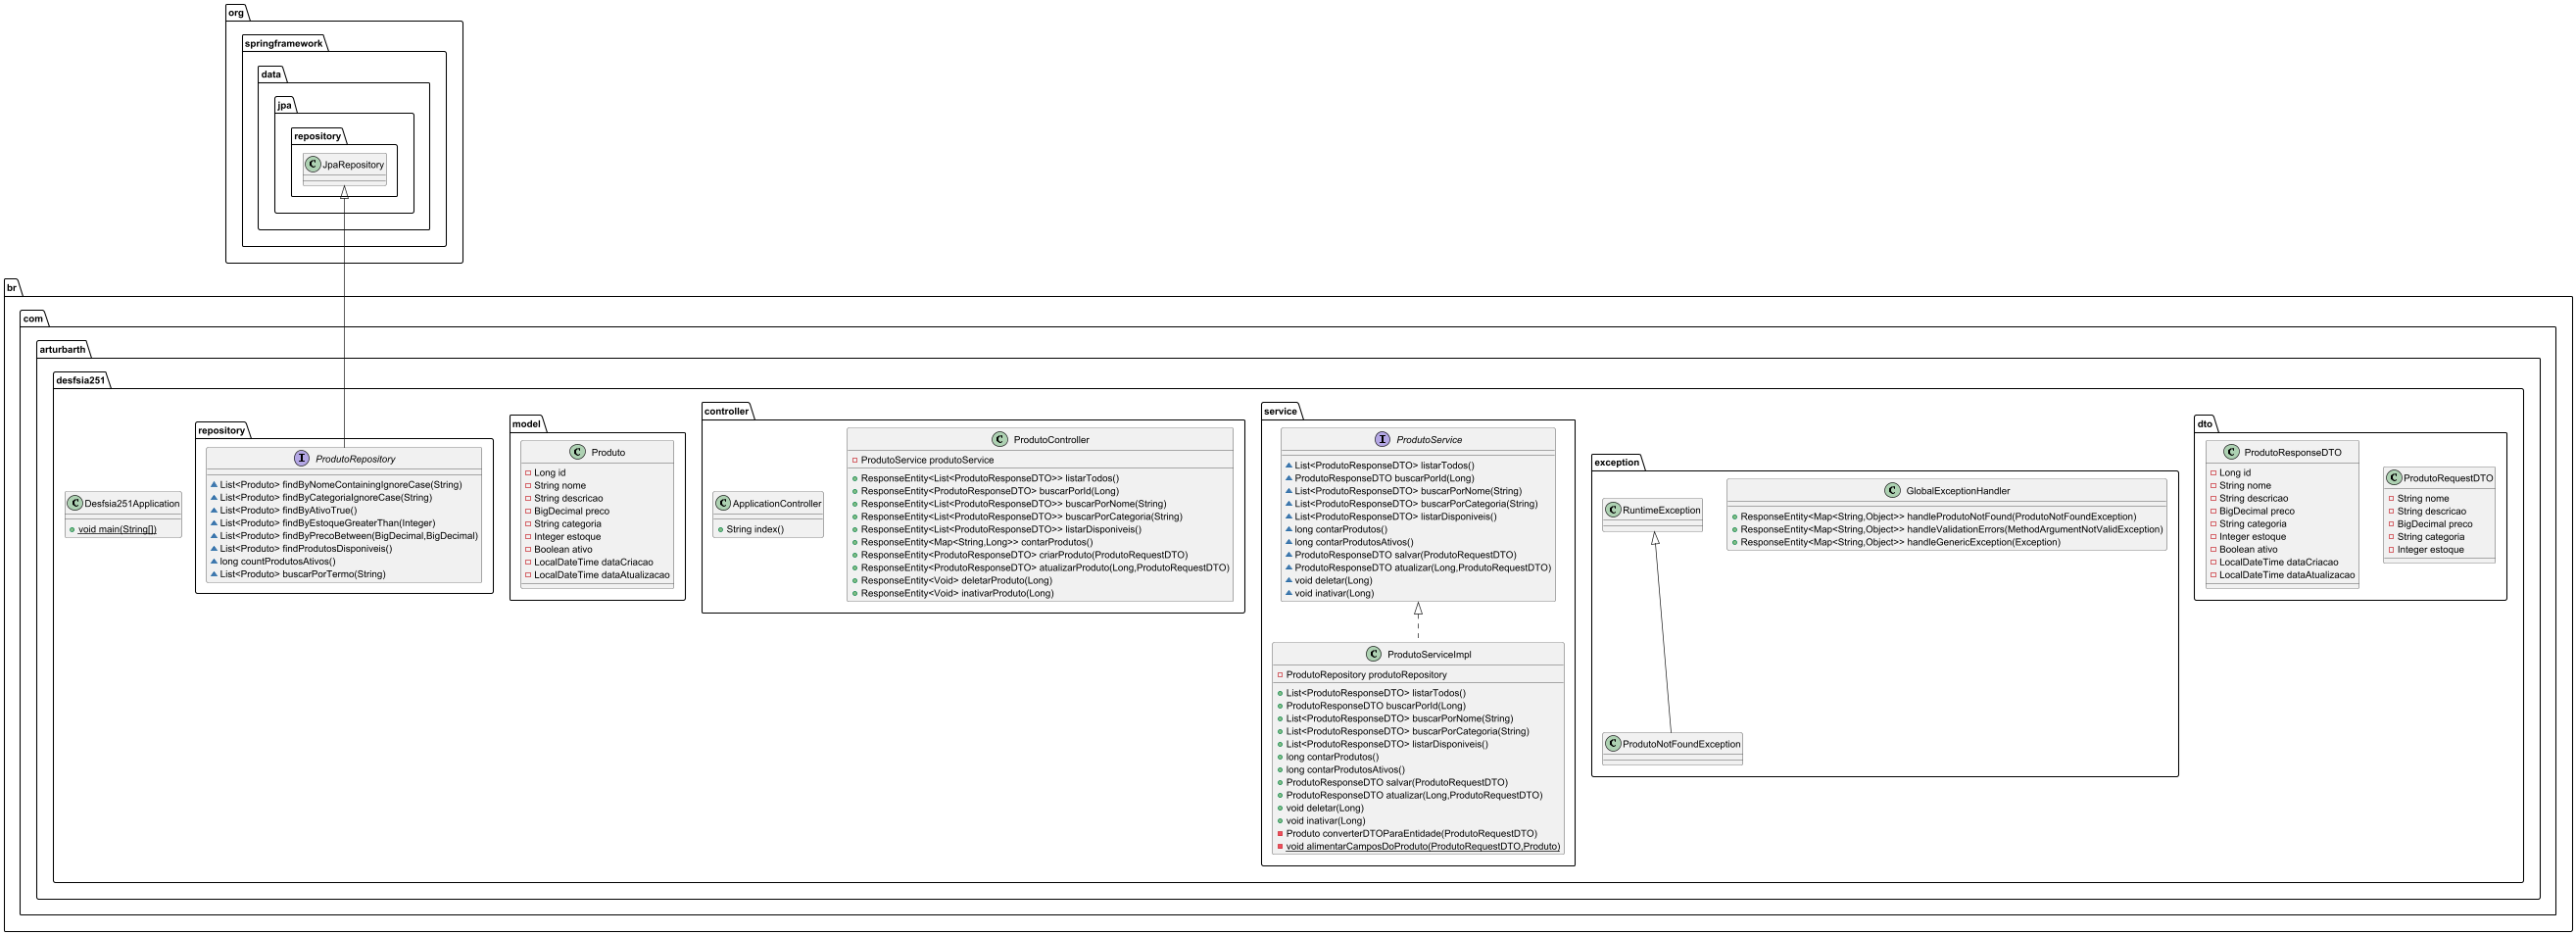 org
springframework
data
jpa
repository
C JpaRepository
br
com
arturbarth
desfsia251
C Desfsia251Application
void main(String[])
repository
I ProdutoRepository
List<Produto> findByNomeContainingIgnoreCase(String)
List<Produto> findByCategoriaIgnoreCase(String)
List<Produto> findByAtivoTrue()
List<Produto> findByEstoqueGreaterThan(Integer)
List<Produto> findByPrecoBetween(BigDecimal,BigDecimal)
List<Produto> findProdutosDisponiveis()
long countProdutosAtivos()
List<Produto> buscarPorTermo(String)
model
C Produto
Long id
String nome
String descricao
BigDecimal preco
String categoria
Integer estoque
Boolean ativo
LocalDateTime dataCriacao
LocalDateTime dataAtualizacao
controller
C ApplicationController
String index()
C ProdutoController
ProdutoService produtoService
ResponseEntity<List<ProdutoResponseDTO>> listarTodos()
ResponseEntity<ProdutoResponseDTO> buscarPorId(Long)
ResponseEntity<List<ProdutoResponseDTO>> buscarPorNome(String)
ResponseEntity<List<ProdutoResponseDTO>> buscarPorCategoria(String)
ResponseEntity<List<ProdutoResponseDTO>> listarDisponiveis()
ResponseEntity<Map<String,Long>> contarProdutos()
ResponseEntity<ProdutoResponseDTO> criarProduto(ProdutoRequestDTO)
ResponseEntity<ProdutoResponseDTO> atualizarProduto(Long,ProdutoRequestDTO)
ResponseEntity<Void> deletarProduto(Long)
ResponseEntity<Void> inativarProduto(Long)
service
I ProdutoService
List<ProdutoResponseDTO> listarTodos()
ProdutoResponseDTO buscarPorId(Long)
List<ProdutoResponseDTO> buscarPorNome(String)
List<ProdutoResponseDTO> buscarPorCategoria(String)
List<ProdutoResponseDTO> listarDisponiveis()
long contarProdutos()
long contarProdutosAtivos()
ProdutoResponseDTO salvar(ProdutoRequestDTO)
ProdutoResponseDTO atualizar(Long,ProdutoRequestDTO)
void deletar(Long)
void inativar(Long)
C ProdutoServiceImpl
ProdutoRepository produtoRepository
List<ProdutoResponseDTO> listarTodos()
ProdutoResponseDTO buscarPorId(Long)
List<ProdutoResponseDTO> buscarPorNome(String)
List<ProdutoResponseDTO> buscarPorCategoria(String)
List<ProdutoResponseDTO> listarDisponiveis()
long contarProdutos()
long contarProdutosAtivos()
ProdutoResponseDTO salvar(ProdutoRequestDTO)
ProdutoResponseDTO atualizar(Long,ProdutoRequestDTO)
void deletar(Long)
void inativar(Long)
Produto converterDTOParaEntidade(ProdutoRequestDTO)
void alimentarCamposDoProduto(ProdutoRequestDTO,Produto)
exception
C RuntimeException
C GlobalExceptionHandler
ResponseEntity<Map<String,Object>> handleProdutoNotFound(ProdutoNotFoundException)
ResponseEntity<Map<String,Object>> handleValidationErrors(MethodArgumentNotValidException)
ResponseEntity<Map<String,Object>> handleGenericException(Exception)
C ProdutoNotFoundException
dto
C ProdutoResponseDTO
Long id
String nome
String descricao
BigDecimal preco
String categoria
Integer estoque
Boolean ativo
LocalDateTime dataCriacao
LocalDateTime dataAtualizacao
C ProdutoRequestDTO
String nome
String descricao
BigDecimal preco
String categoria
Integer estoque